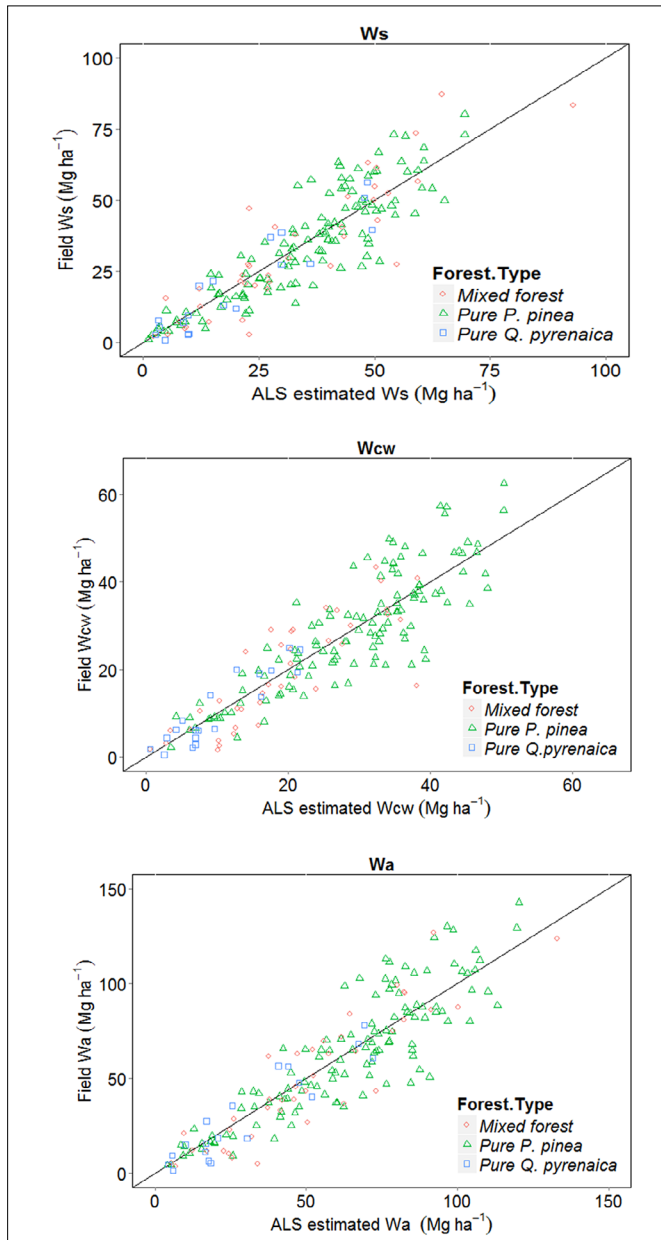 Ws
100
75
50
25
0
Field Ws (Mg ha⁻¹)
Forest.Type
Mixed forest
Pure P. pinea
Pure Q. pyrenaica
0 25 50 75 100
ALS estimated Ws (Mg ha⁻¹)
Wcw
60
40
20
0
Field Wcw (Mg ha⁻¹)
Forest.Type
Mixed forest
Pure P. pinea
Pure Q.pyrenaica
0 20 40 60
ALS estimated Wcw (Mg ha⁻¹)
Wa
150
100
50
0
Field Wa (Mg ha⁻¹)
Forest.Type
Mixed forest
Pure P. pinea
Pure Q. pyrenaica
0 50 100 150
ALS estimated Wa (Mg ha⁻¹)